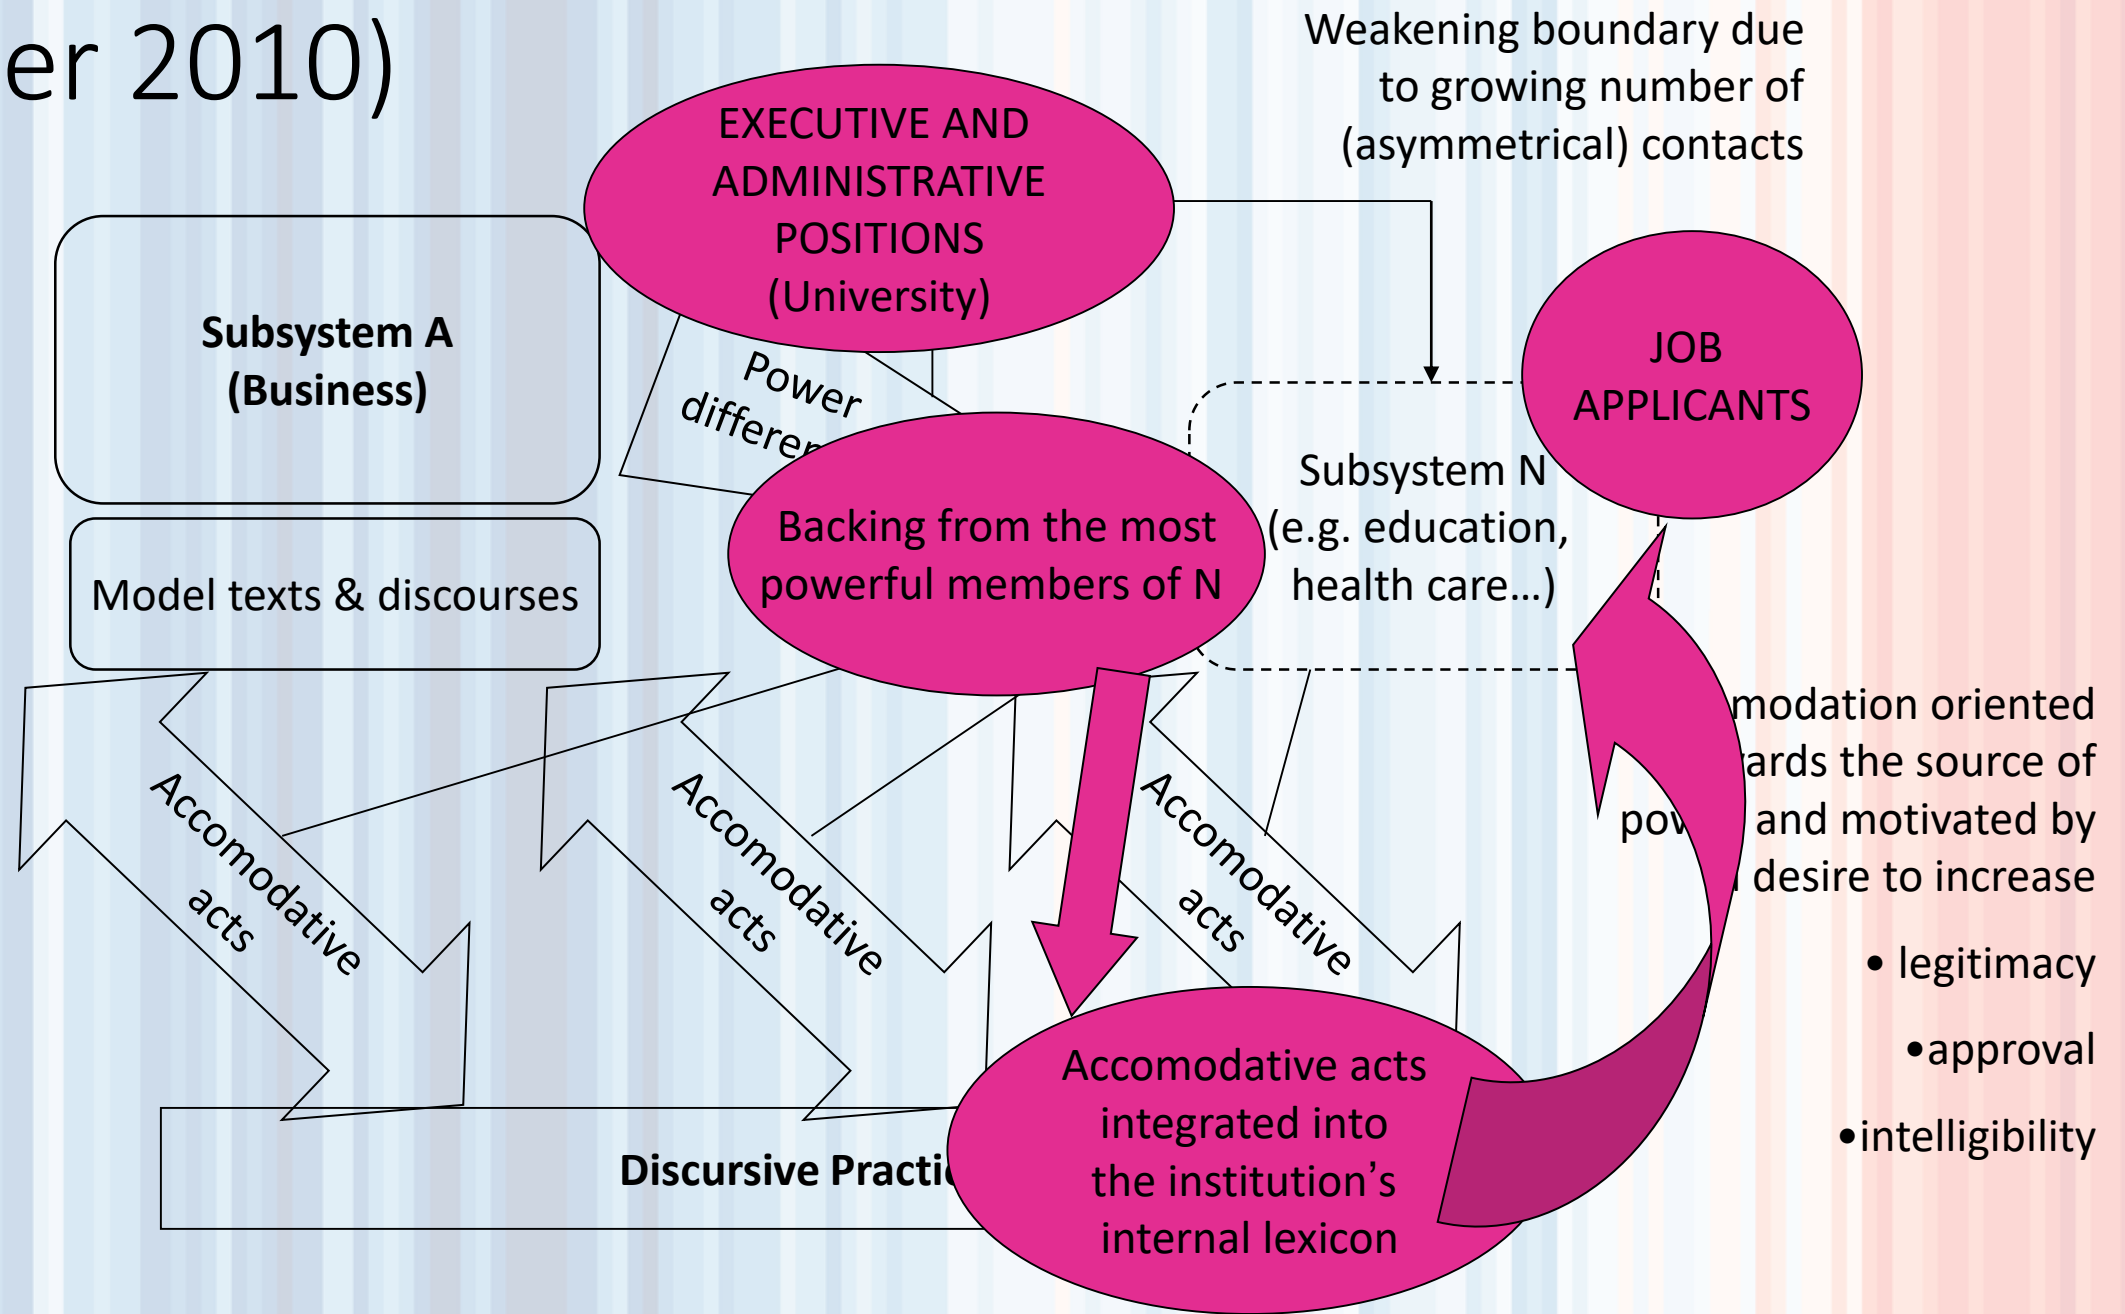 er 2010)
Weakening boundary due
to growing number of
(asymmetrical) contacts
EXECUTIVE AND
ADMINISTRATIVE
POSITIONS
(University)
Subsystem A
(Business)
Power
JOB
APPLICANTS
Subsystem N
(e.g. education,
health care…)
Backing from the most
powerful members of N
Model texts & discourses
modation oriented
the source of
and motivated by
desire to increase
• legitimacy
•approval
•intelligibility
Accomodative
acts
Accomodative
acts
Accomodative
acts
Discursive
Accomodative acts
integrated into
the institution’s
internal lexicon